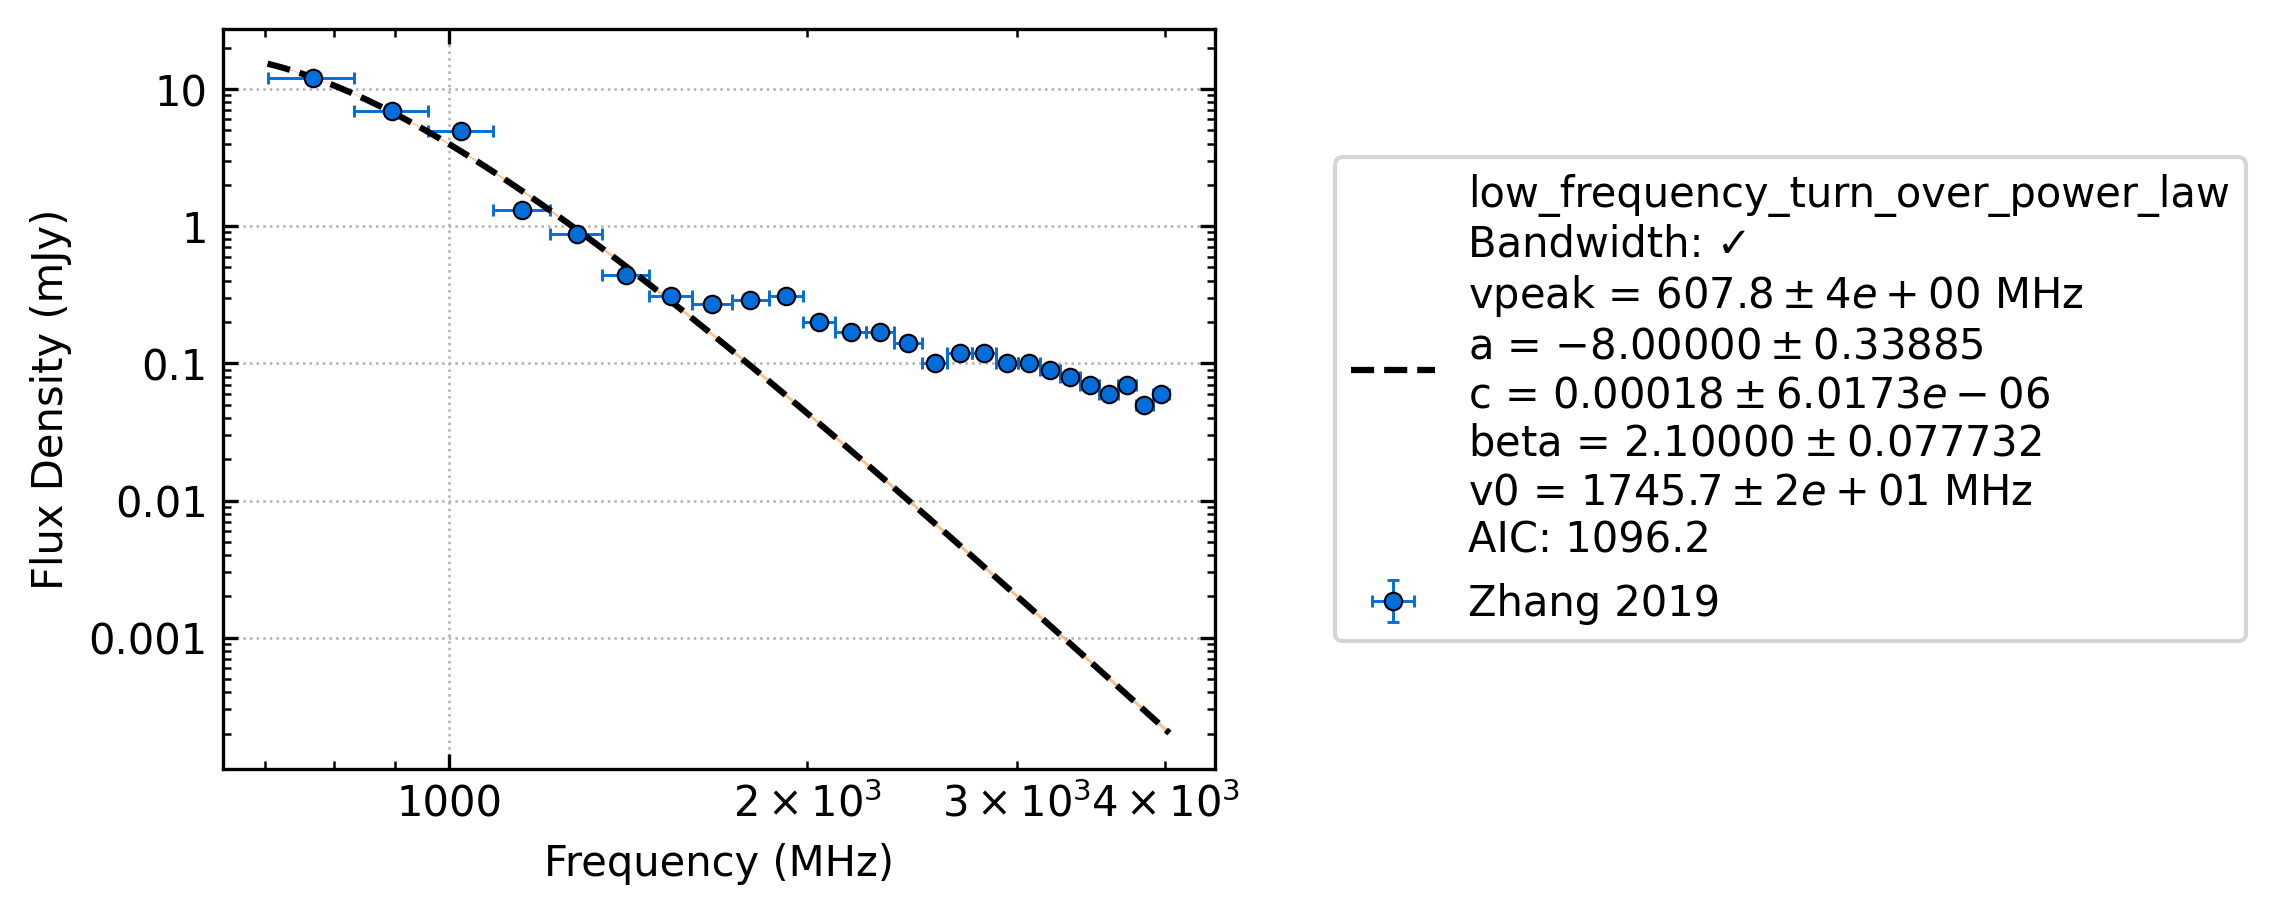 10
1
0.1
0.01
0.001
Flux Density (mJy)
1000
2 × 10³
3 × 10³
4 × 10³
Frequency (MHz)
low_frequency_turn_over_power_law
Bandwidth: ✓
vpeak = 607.8 ± 4e + 00 MHz
a = −8.00000 ± 0.33885
c = 0.00018 ± 6.0173e − 06
beta = 2.10000 ± 0.077732
v0 = 1745.7 ± 2e + 01 MHz
AIC: 1096.2
Zhang 2019